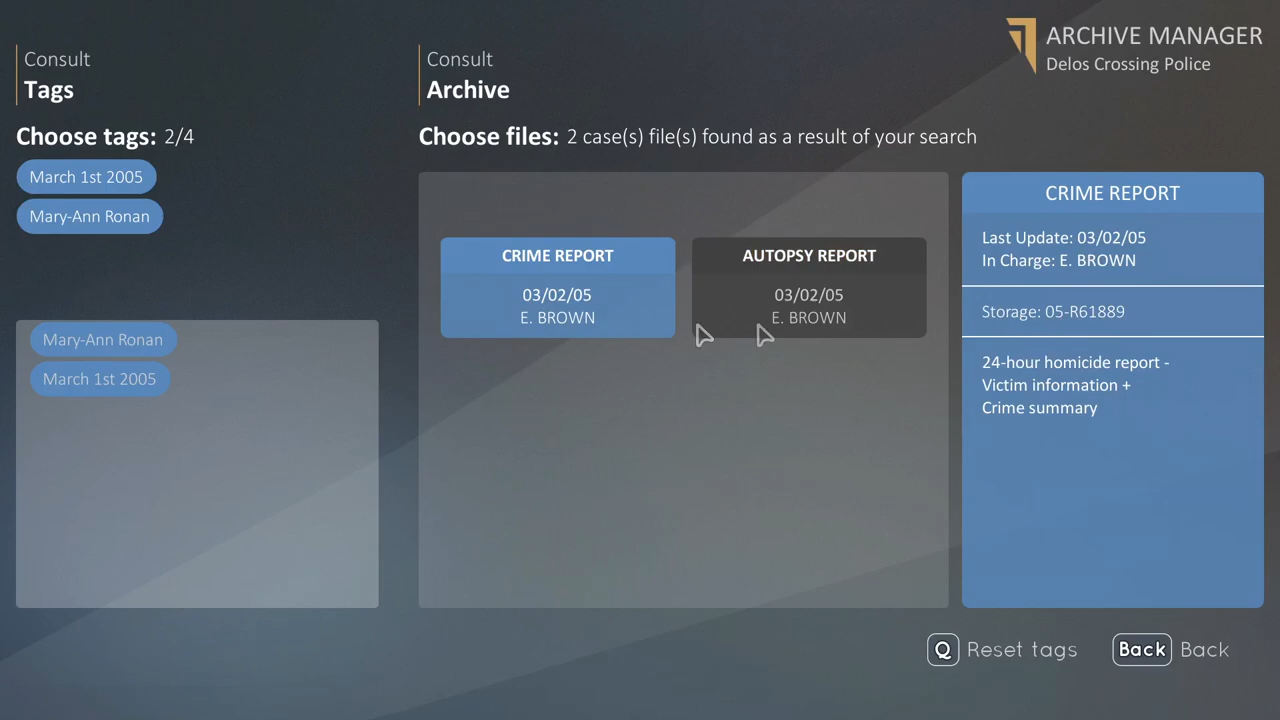 ARCHIVE MANAGER
Delos Crossing Police
Consult
Tags
Choose tags: 2/4
March 1st 2005
Mary-Ann Ronan
Mary-Ann Ronan
March 1st 2005
Consult
Archive
Choose files: 2 case(s) file(s) found as a result of your search
CRIME REPORT
03/02/05
E. BROWN
AUTOPSY REPORT
03/02/05
E. BROWN
CRIME REPORT
Last Update: 03/02/05
In Charge: E. BROWN
Storage: 05-R61889
24-hour homicide report -
Victim information +
Crime summary
Q Reset tags
Back Back